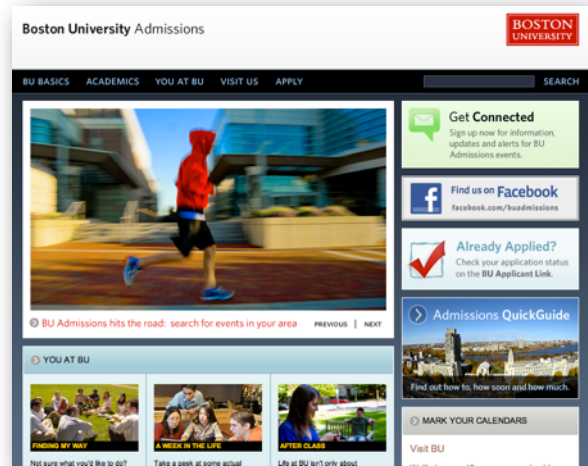 Boston University Admissions
BOSTON
UNIVERSITY
BU BASICS ACADEMICS YOU AT BU VISIT US APPLY SEARCH
Get Connected
Sign up now for information,
updates and alerts for BU
Admissions events.
Find us on Facebook
facebook.com/buadmissions
Already Applied?
Check your application status
on the BU Applicant Link.
BU Admissions hits the road: search for events in your area PREVIOUS | NEXT
Admissions QuickGuide
Find out how to, how soon and how much.
YOU AT BU
FINDING MY WAY
A WEEK IN THE LIFE
AFTER CLASS
Not sure what you'd like to do?
Take a peek at some actual
Life at BU isn't only about
MARK YOUR CALENDARS
Visit BU